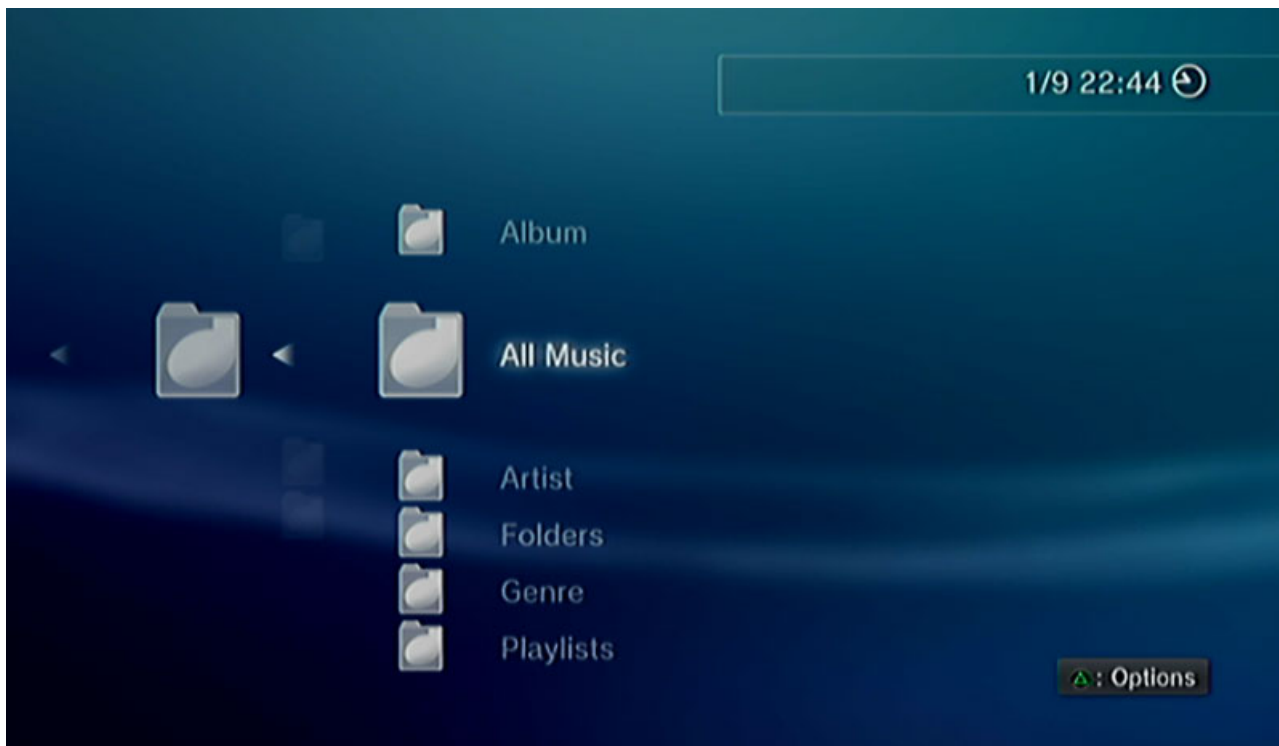 1/9 22:44
Album
All Music
Artist
Folders
Genre
Playlists
: Options